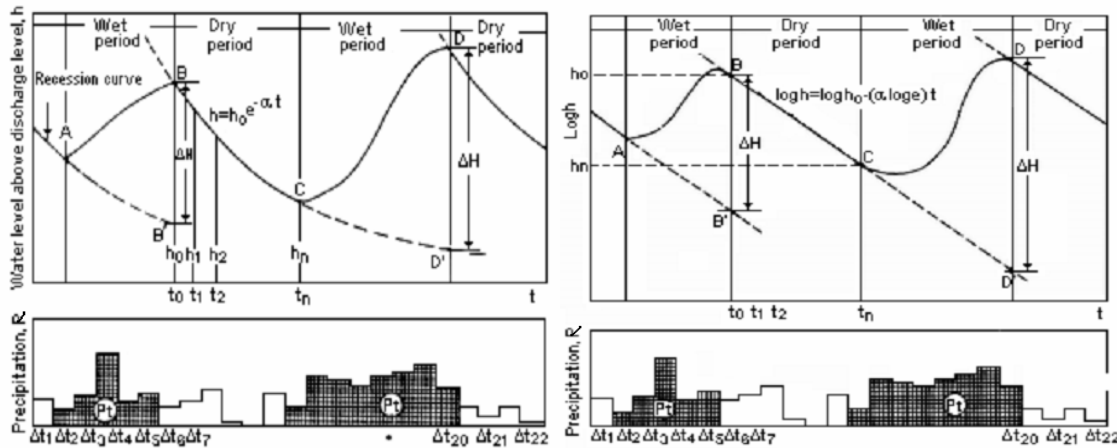 Wet period
Dry period
Wet period
Dry period
Water level above discharge level, h
Recession curve
A
B
h=h₀e^-α.t
ΔH
B'
C
D
ΔH
D'
h₀ h₁ h₂ hn
t₀ t₁ t₂ tn t
Precipitation, R
Pt
Pt
Δt1 Δt2 Δt3 Δt4 Δt5 Δt6 Δt7 Δt20 Δt21 Δt22
Wet period
Dry period
Wet period
Dry period
Logh
ho
hn
A
B
logh=logh₀-(α.loge)t
ΔH
B'
C
D
ΔH
D'
t₀ t₁ t₂ tn t
Precipitation, R
Pt
Pt
Δt1 Δt2 Δt3 Δt4 Δt5 Δt6 Δt7 Δt20 Δt21 Δt22